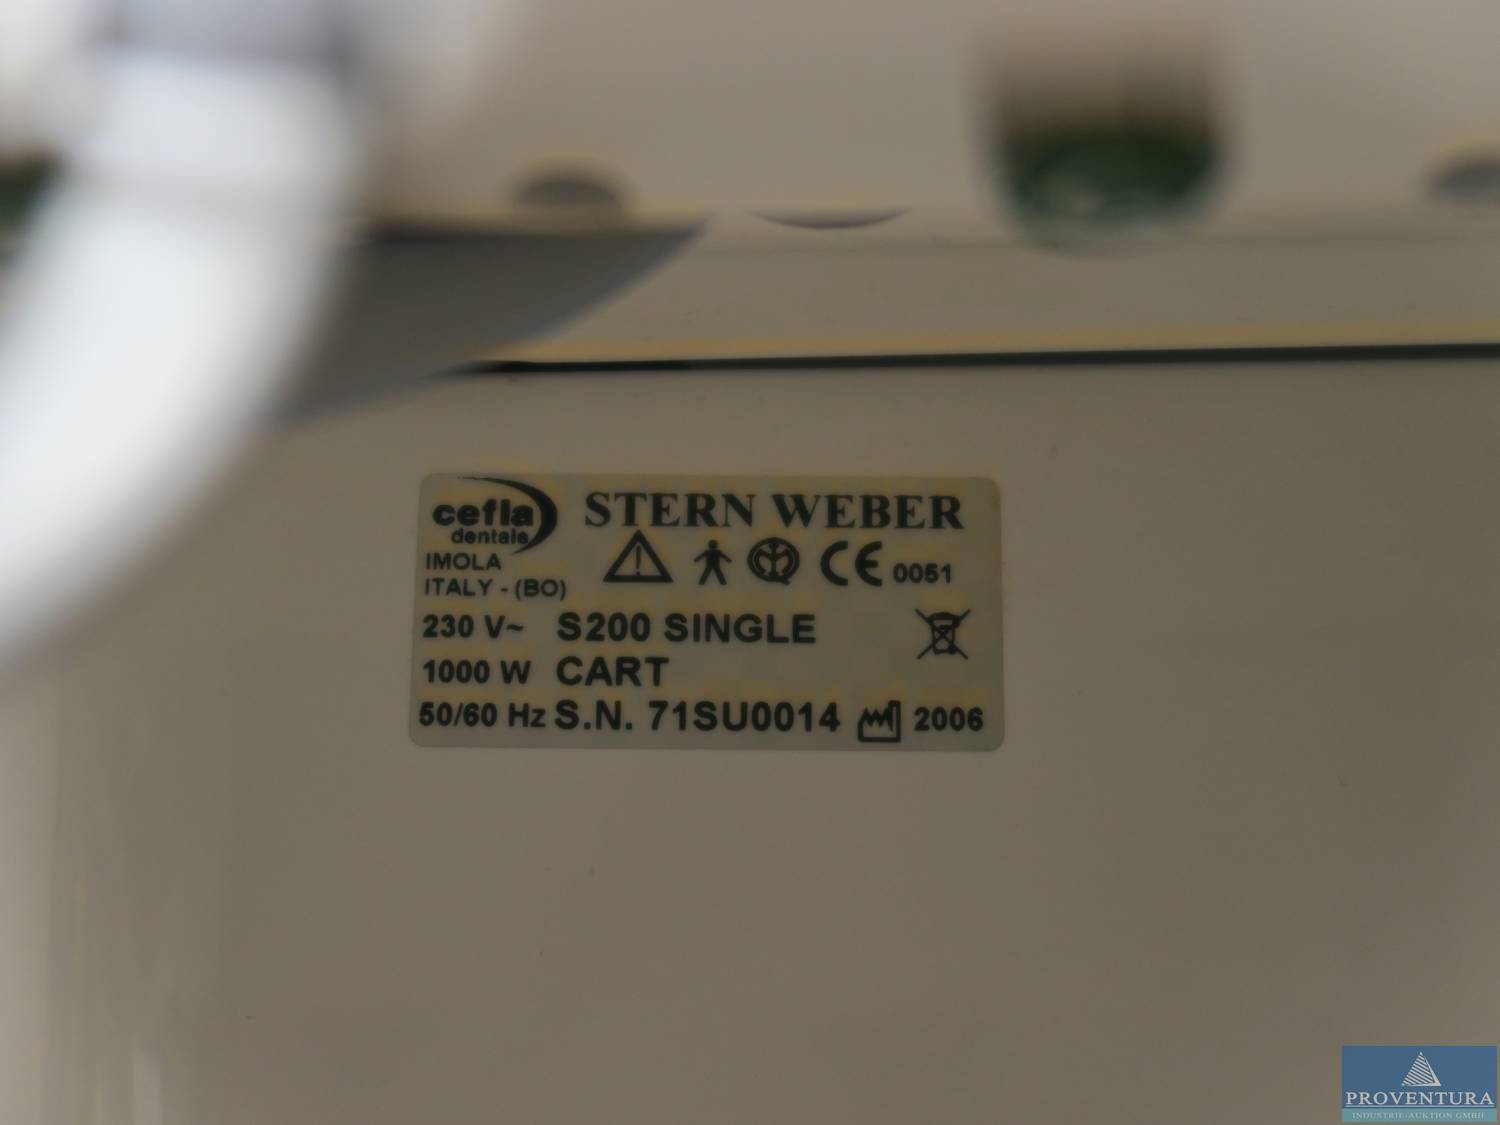 cefla
dentale
STERN WEBER
IMOLA
ITALY - (BO)
CE 0051
230 V~ S200 SINGLE
1000 W CART
50/60 Hz S.N. 71SU0014 2006
PROVENTURA
INDUSTRIE-AUKTION GMBH